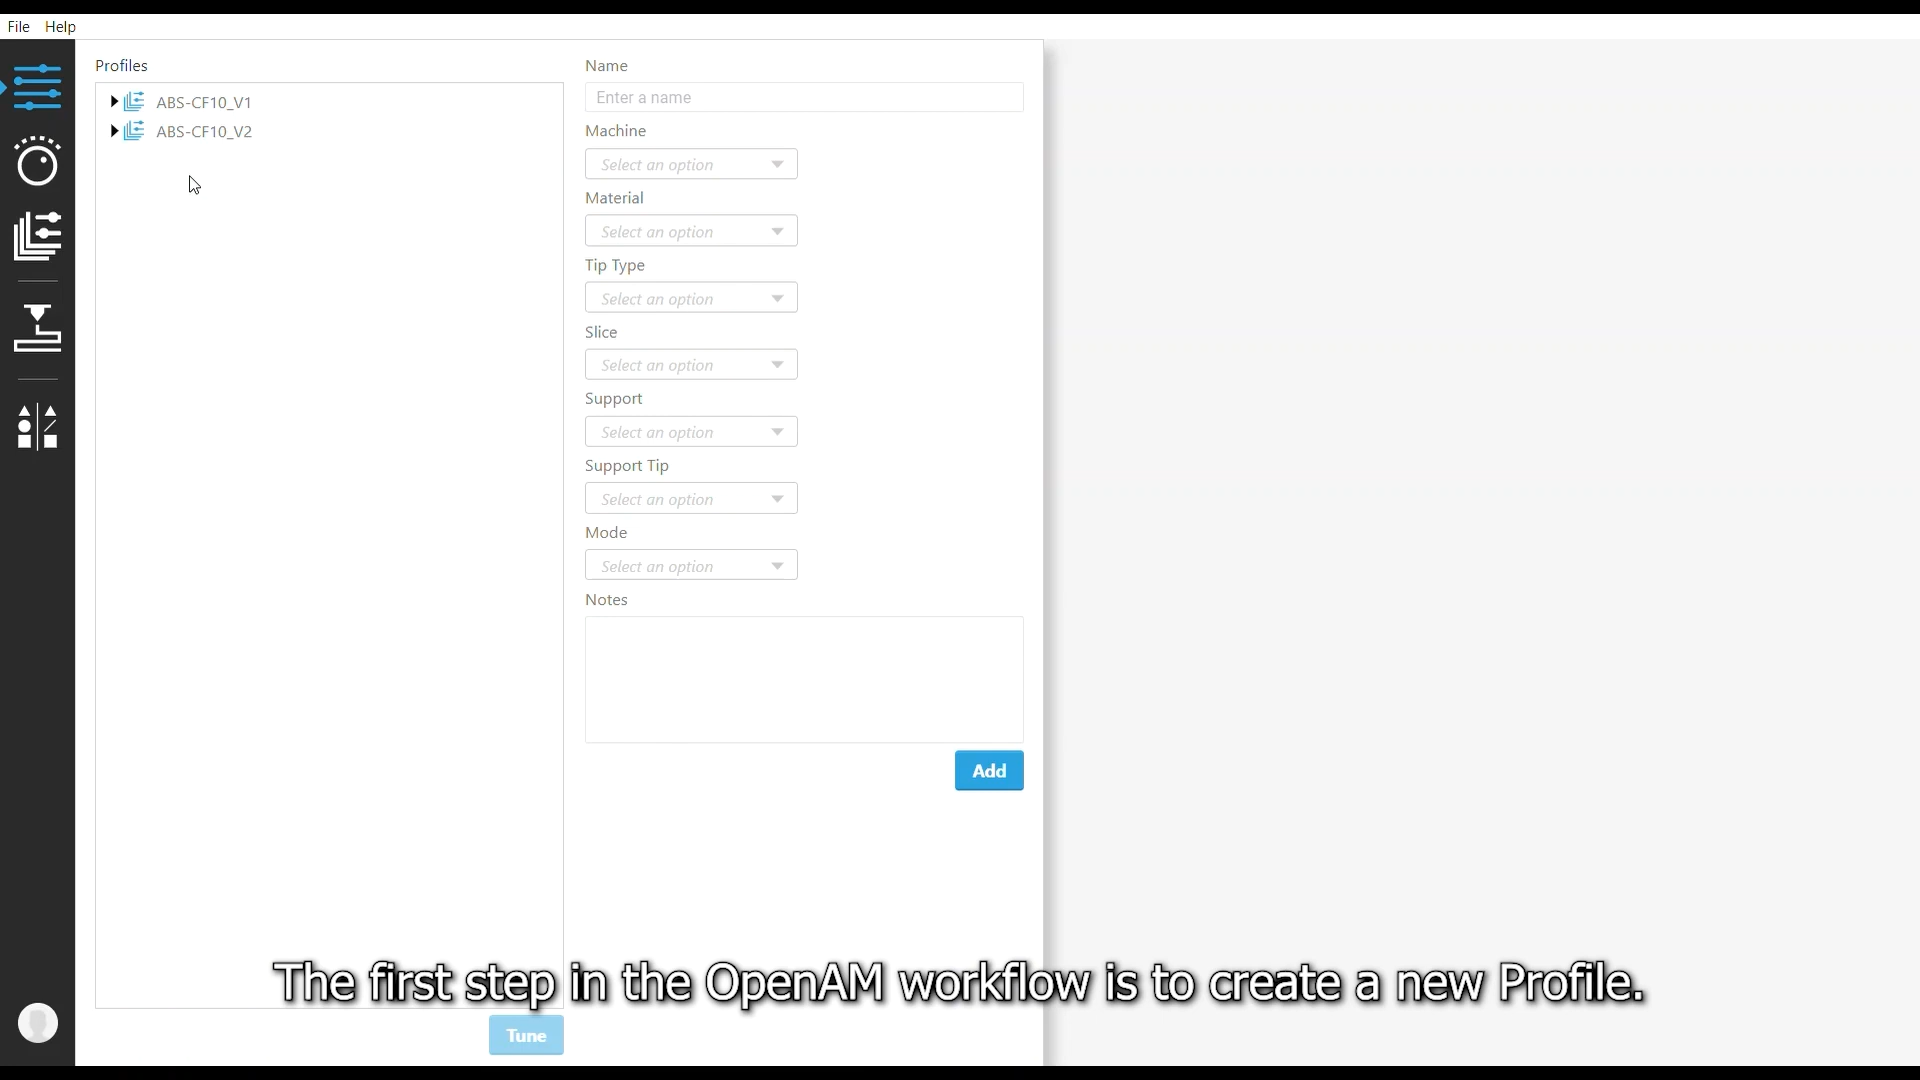 File Help
Profiles
ABS-CF10_V1
ABS-CF10_V2
Name
Enter a name
Machine
Select an option
Material
Select an option
Tip Type
Select an option
Slice
Select an option
Support
Select an option
Support Tip
Select an option
Mode
Select an option
Notes
Add
The first step in the OpenAM workflow is to create a new Profile.
Tune